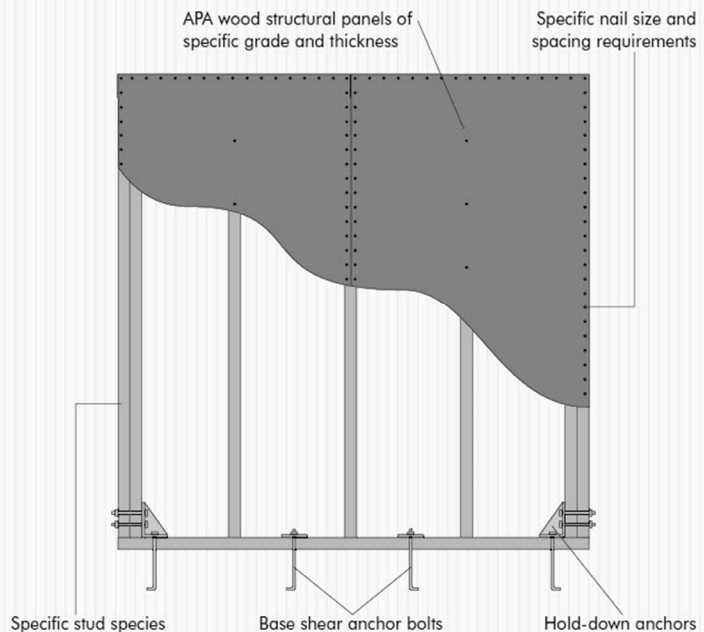 APA wood structural panels of
specific grade and thickness
Specific nail size and
spacing requirements
Specific stud species
Base shear anchor bolts
Hold-down anchors